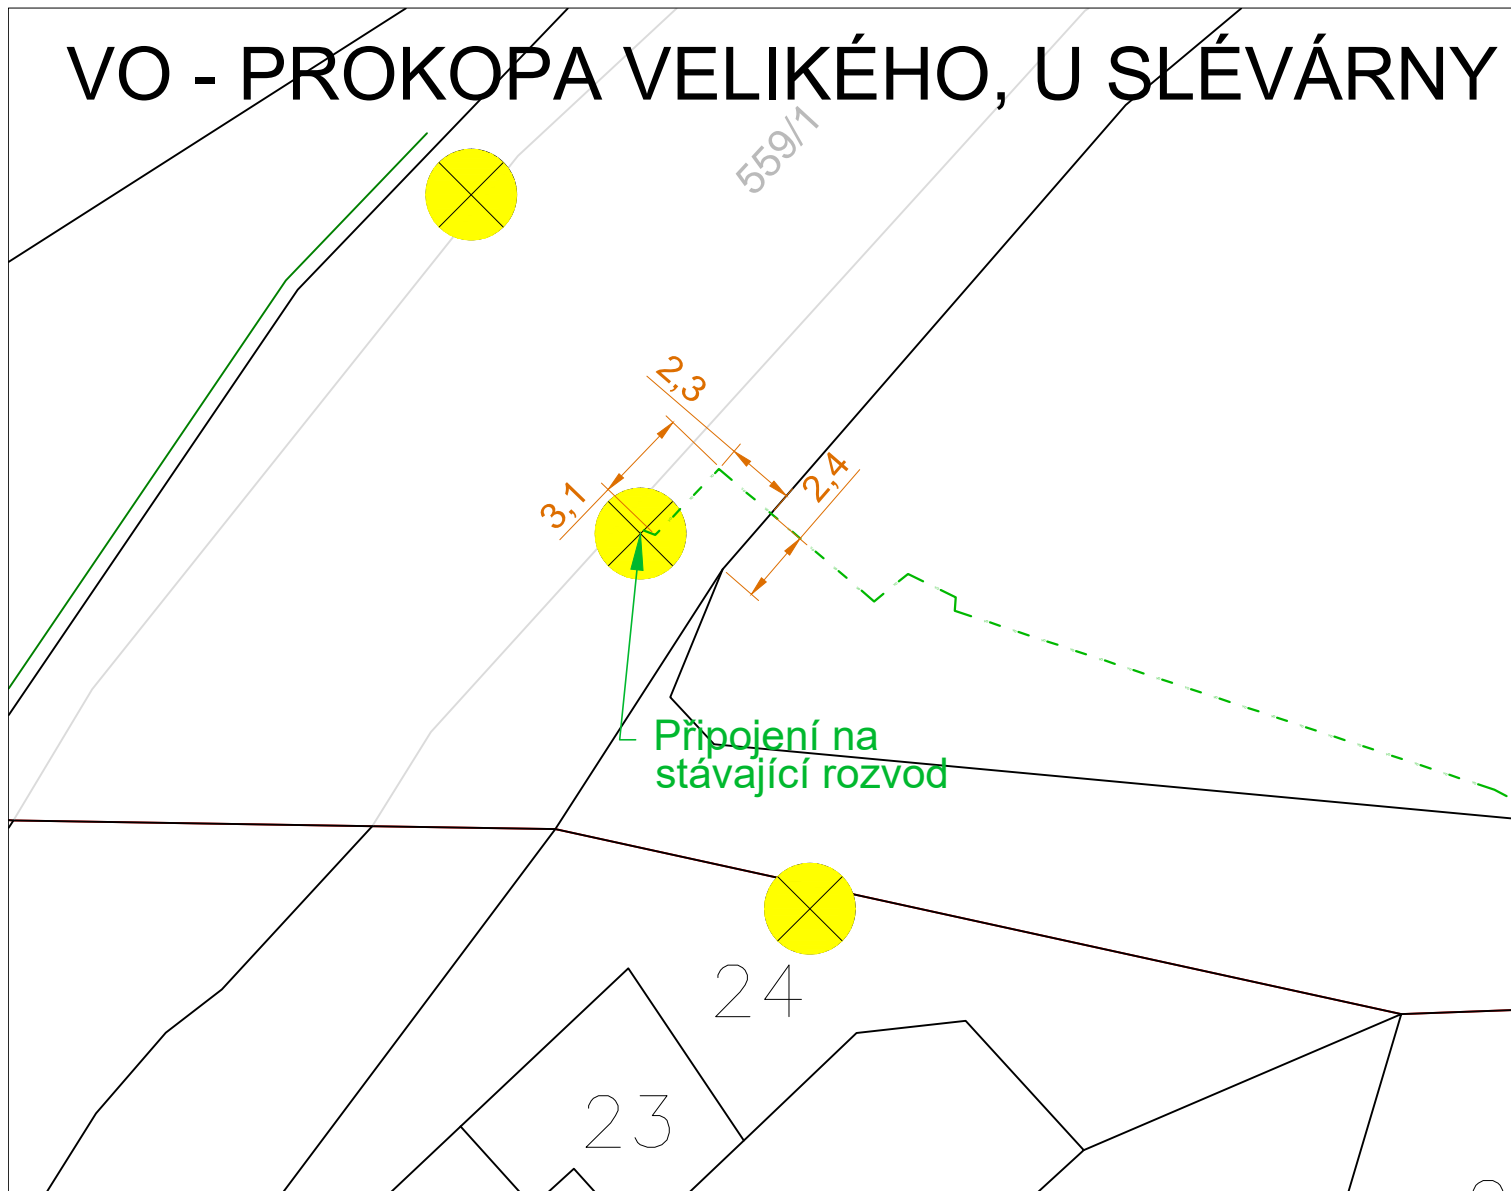 VO - PROKOPA VELIKÉHO, U SLÉVÁRNY
559/1
2,3
2,4
3,1
Připojení na
stávající rozvod
24
23